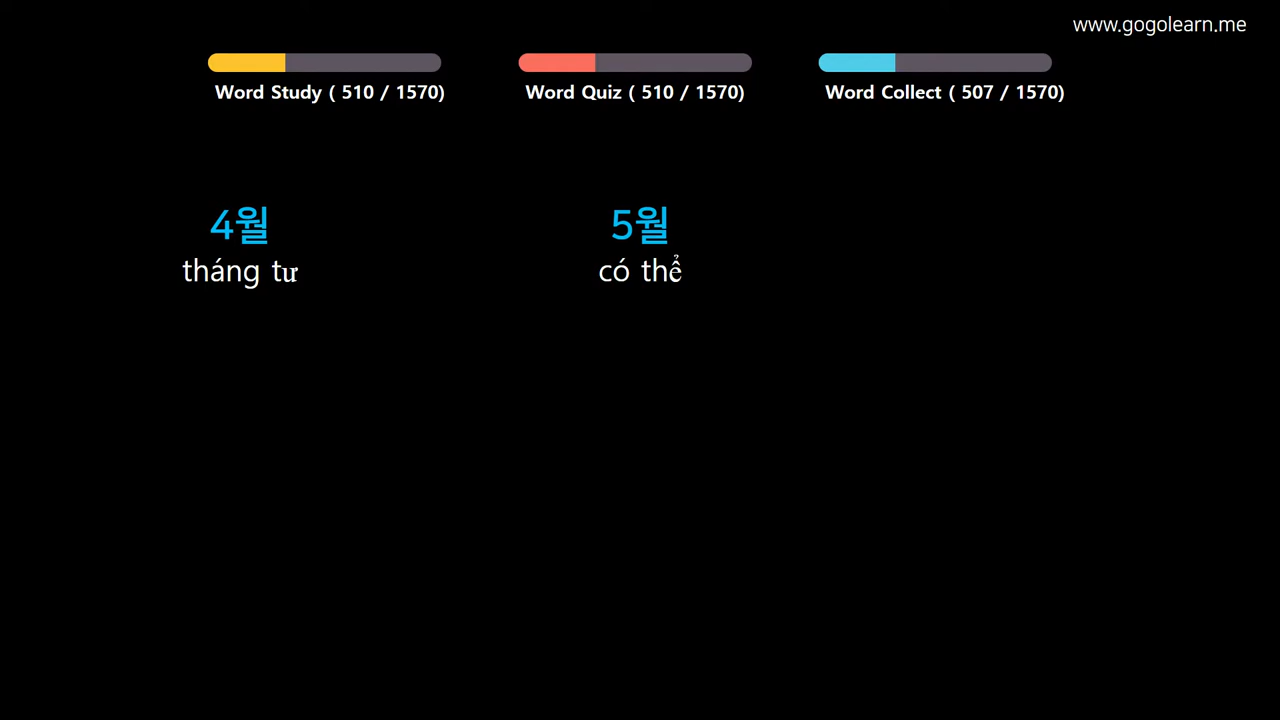 www.gogolearn.me
Word Study ( 510 / 1570)
Word Quiz ( 510 / 1570)
Word Collect ( 507 / 1570)
4월
tháng tư
5월
có thể